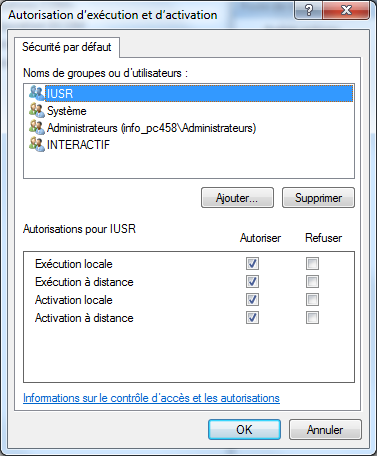 Autorisation d'exécution et d'activation
Sécurité par défaut
Noms de groupes ou d'utilisateurs :
IUSR
Système
Administrateurs (info_pc458\Administrateurs)
INTERACTIF
Ajouter... Supprimer
Autorisations pour IUSR Autoriser Refuser
Exécution locale
Exécution à distance
Activation locale
Activation à distance
Informations sur le contrôle d'accès et les autorisations
OK Annuler